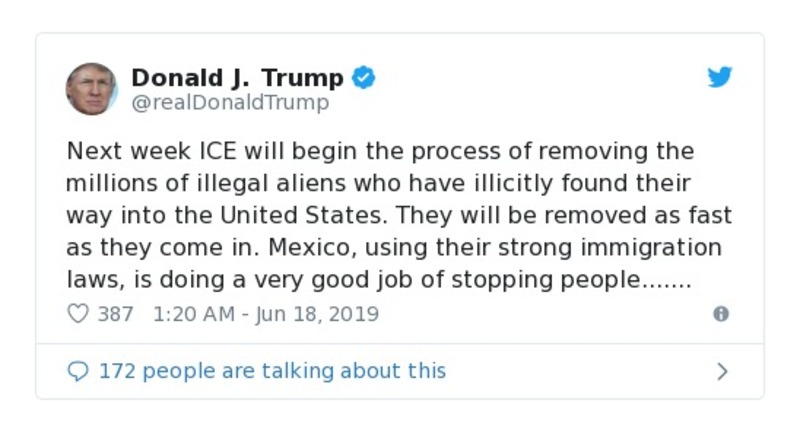 Donald J. Trump
@realDonaldTrump
Next week ICE will begin the process of removing the
millions of illegal aliens who have illicitly found their
way into the United States. They will be removed as fast
as they come in. Mexico, using their strong immigration
laws, is doing a very good job of stopping people.......
387 1:20 AM - Jun 18, 2019
172 people are talking about this